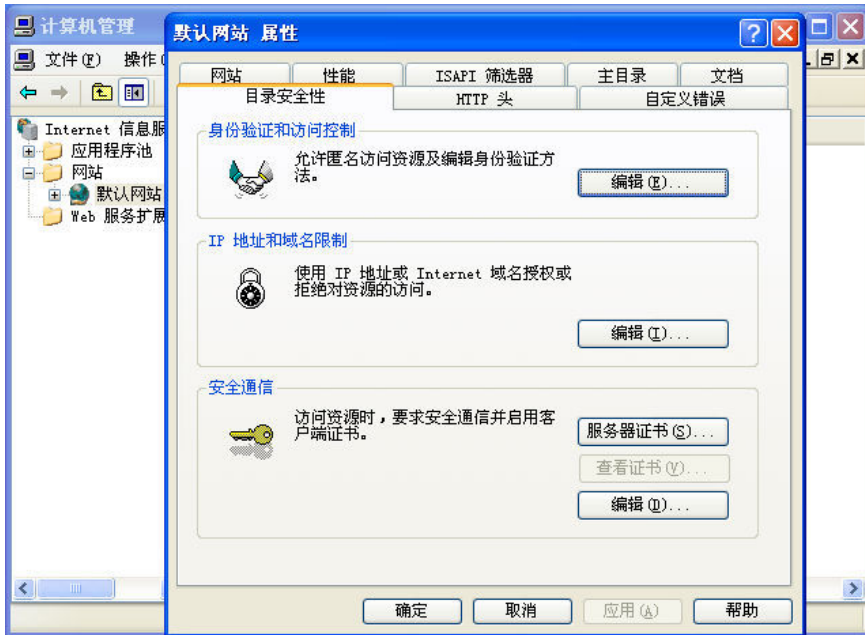 计算机管理
文件(F) 操作(
Internet 信息服
应用程序池
网站
默认网站
Web 服务扩展
默认网站 属性
网站 性能 ISAPI 筛选器 主目录 文档
目录安全性 HTTP 头 自定义错误
身份验证和访问控制
允许匿名访问资源及编辑身份验证方
法。
编辑(E)...
IP 地址和域名限制
使用 IP 地址或 Internet 域名授权或
拒绝对资源的访问。
编辑(I)...
安全通信
访问资源时，要求安全通信并启用客
户端证书。
服务器证书(S)...
查看证书(V)...
编辑(D)...
确定 取消 应用(A) 帮助